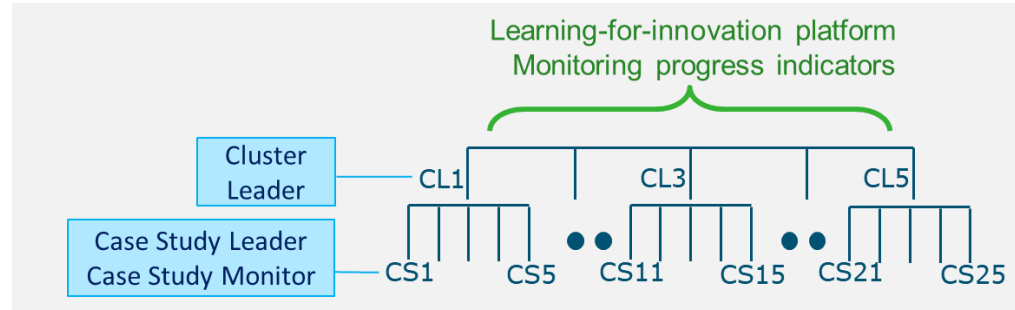 Learning-for-innovation platform
Monitoring progress indicators
Cluster
Leader
CL1 CL3 CL5
Case Study Leader
Case Study Monitor
CS1 CS5 CS11 CS15 CS21 CS25